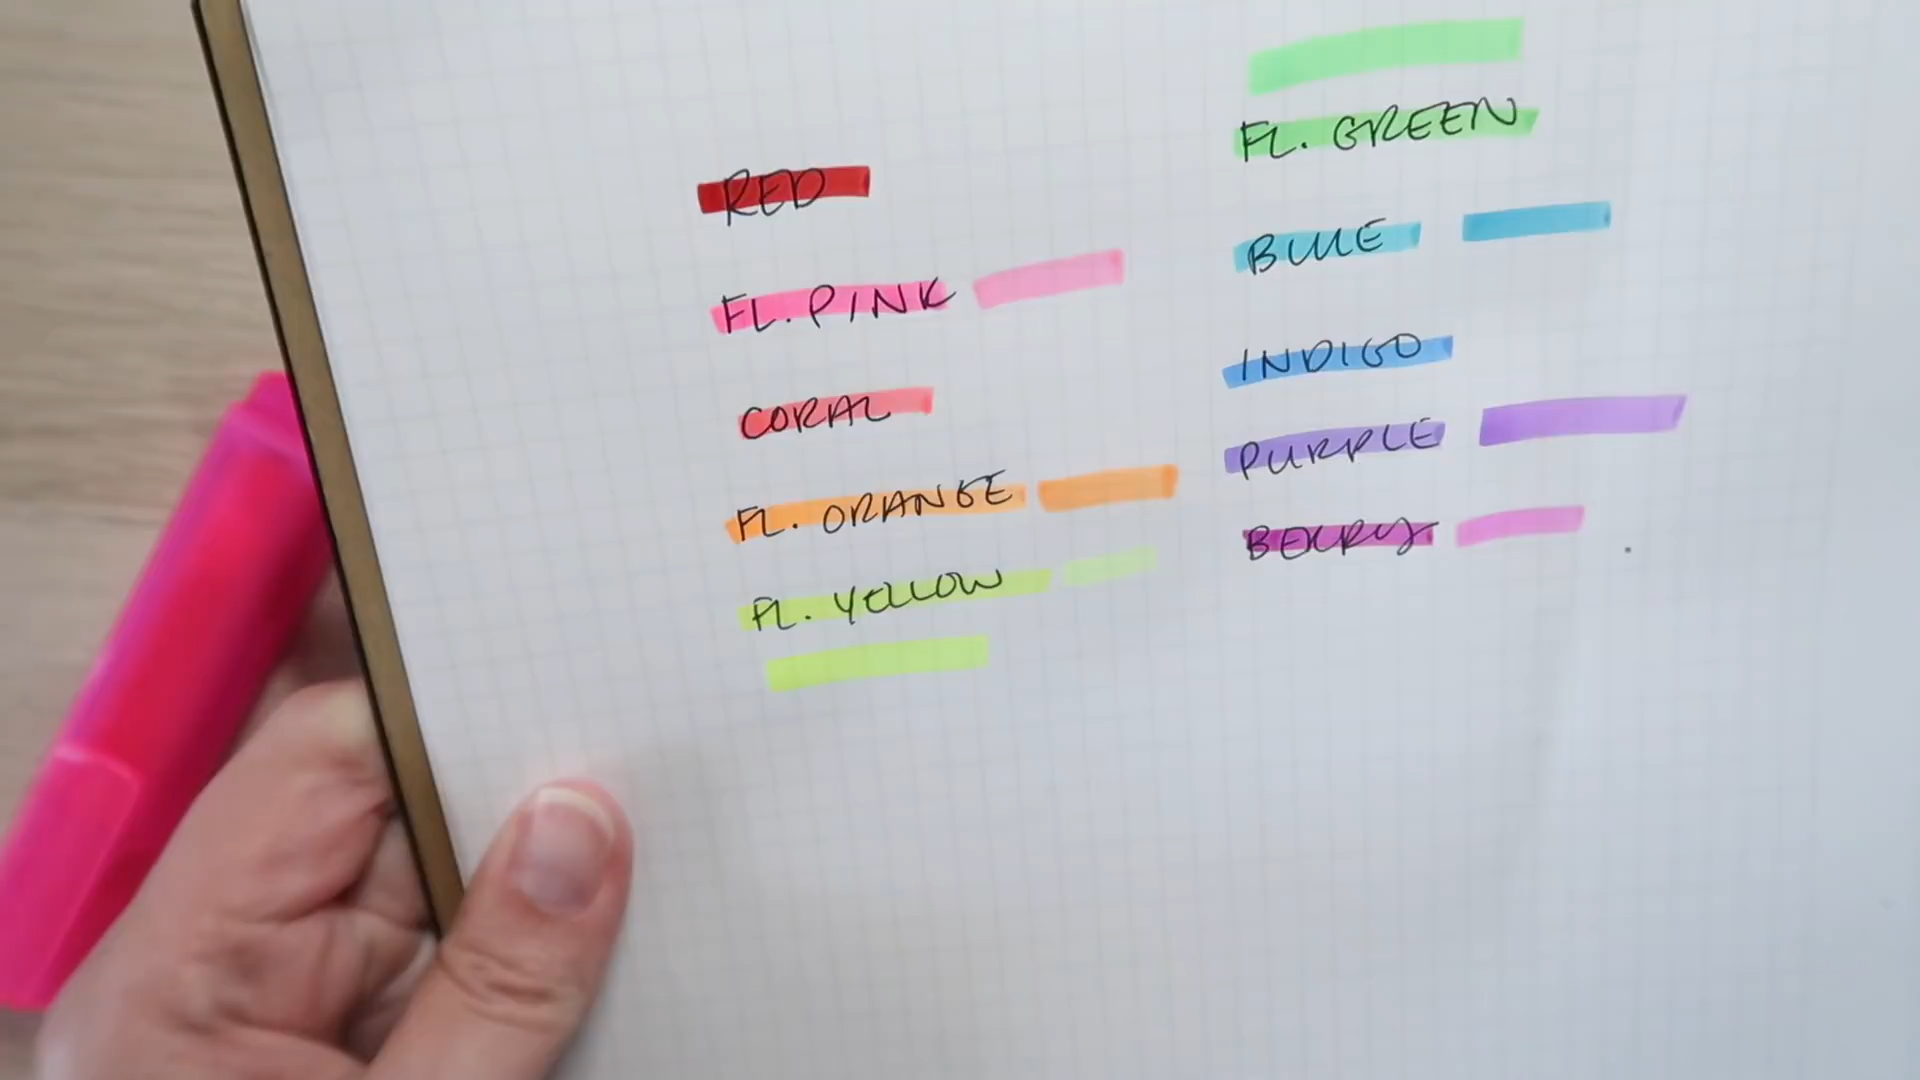 RED
FL. PINK
CORAL
FL. ORANGE
FL. YELLOW
FL. GREEN
BLUE
INDIGO
PURPLE
BERRY